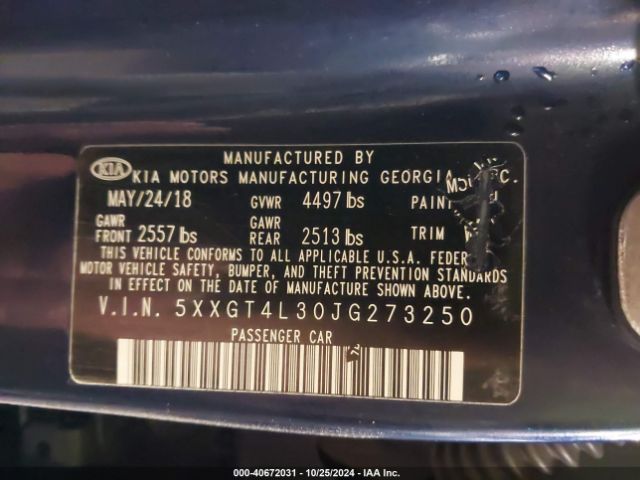 MANUFACTURED BY
KIA KIA MOTORS MANUFACTURING GEORGIA
MAY/24/18 GVWR 4497 lbs PAINT
GAWR FRONT 2557 lbs GAWR REAR 2513 lbs TRIM
THIS VEHICLE CONFORMS TO ALL APPLICABLE U.S.A. FEDER
MOTOR VEHICLE SAFETY, BUMPER, AND THEFT PREVENTION STANDARDS
IN EFFECT ON THE DATE OF MANUFACTURE SHOWN ABOVE.
V.I.N. 5XXGT4L30JG273250
PASSENGER CAR
000-40672031 - 10/25/2024 - IAA Inc.